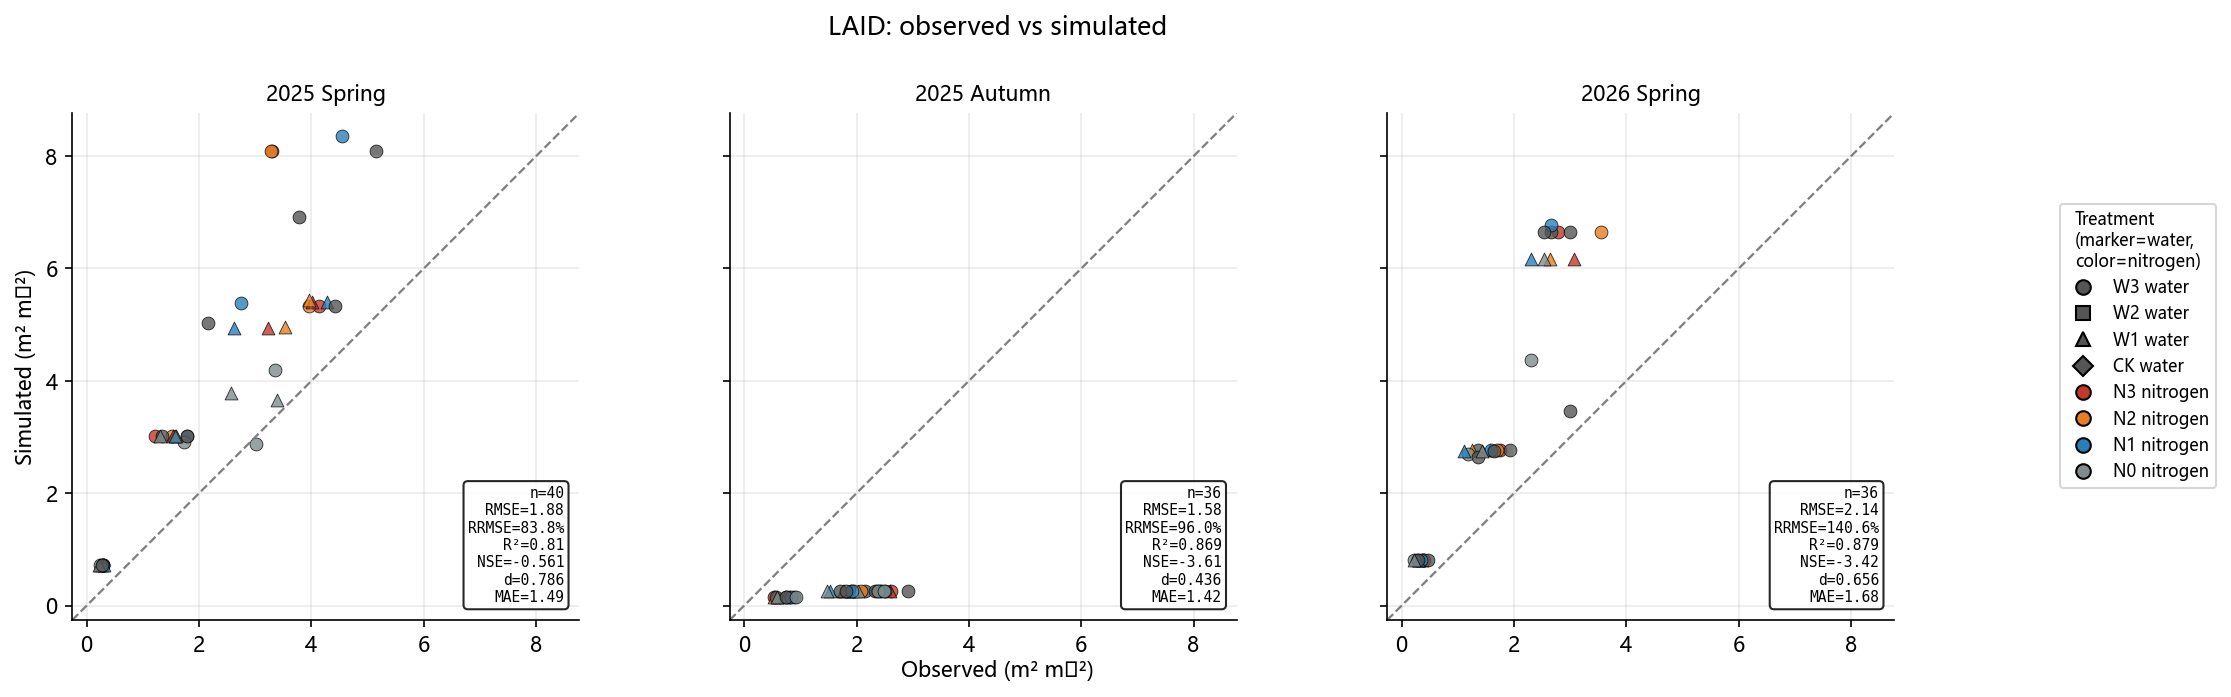 LAID: observed vs simulated
2025 Spring
2025 Autumn
2026 Spring
Simulated (m² m□²)
8
6
4
2
0
0 2 4 6 8
n=40
RMSE=1.88
RRMSE=83.8%
R²=0.81
NSE=-0.561
d=0.786
MAE=1.49
0 2 4 6 8
n=36
RMSE=1.58
RRMSE=96.0%
R²=0.869
NSE=-3.61
d=0.436
MAE=1.42
Observed (m² m□²)
0 2 4 6 8
n=36
RMSE=2.14
RRMSE=140.6%
R²=0.879
NSE=-3.42
d=0.656
MAE=1.68
Treatment
(marker=water,
color=nitrogen)
W3 water
W2 water
W1 water
CK water
N3 nitrogen
N2 nitrogen
N1 nitrogen
N0 nitrogen